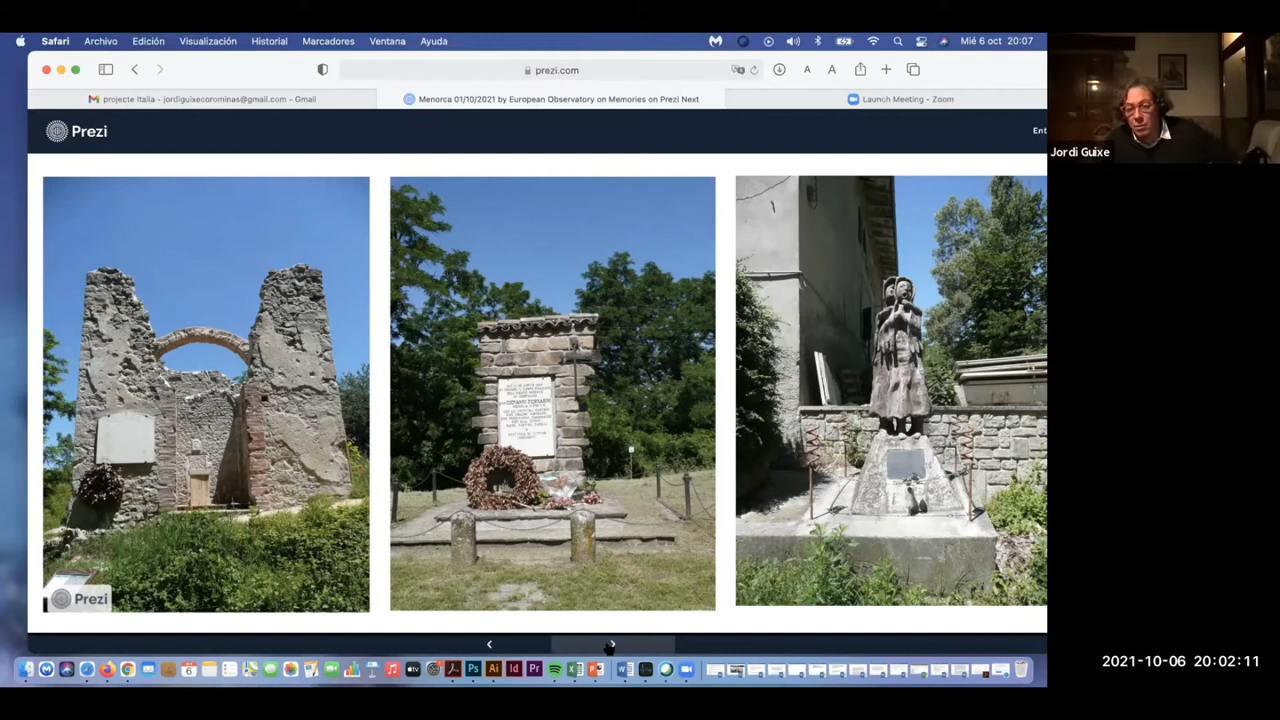 Safari Archivo Edición Visualización Historial Marcadores Ventana Ayuda Mié 6 oct 20:07
prezi.com A A
projecte Italia - jordiguixecorominas@gmail.com - Gmail Menorca 01/10/2021 by European Observatory on Memories on Prezi Next Launch Meeting - Zoom
Prezi Ent
Jordi Guixe
Prezi
2021-10-06 20:02:11